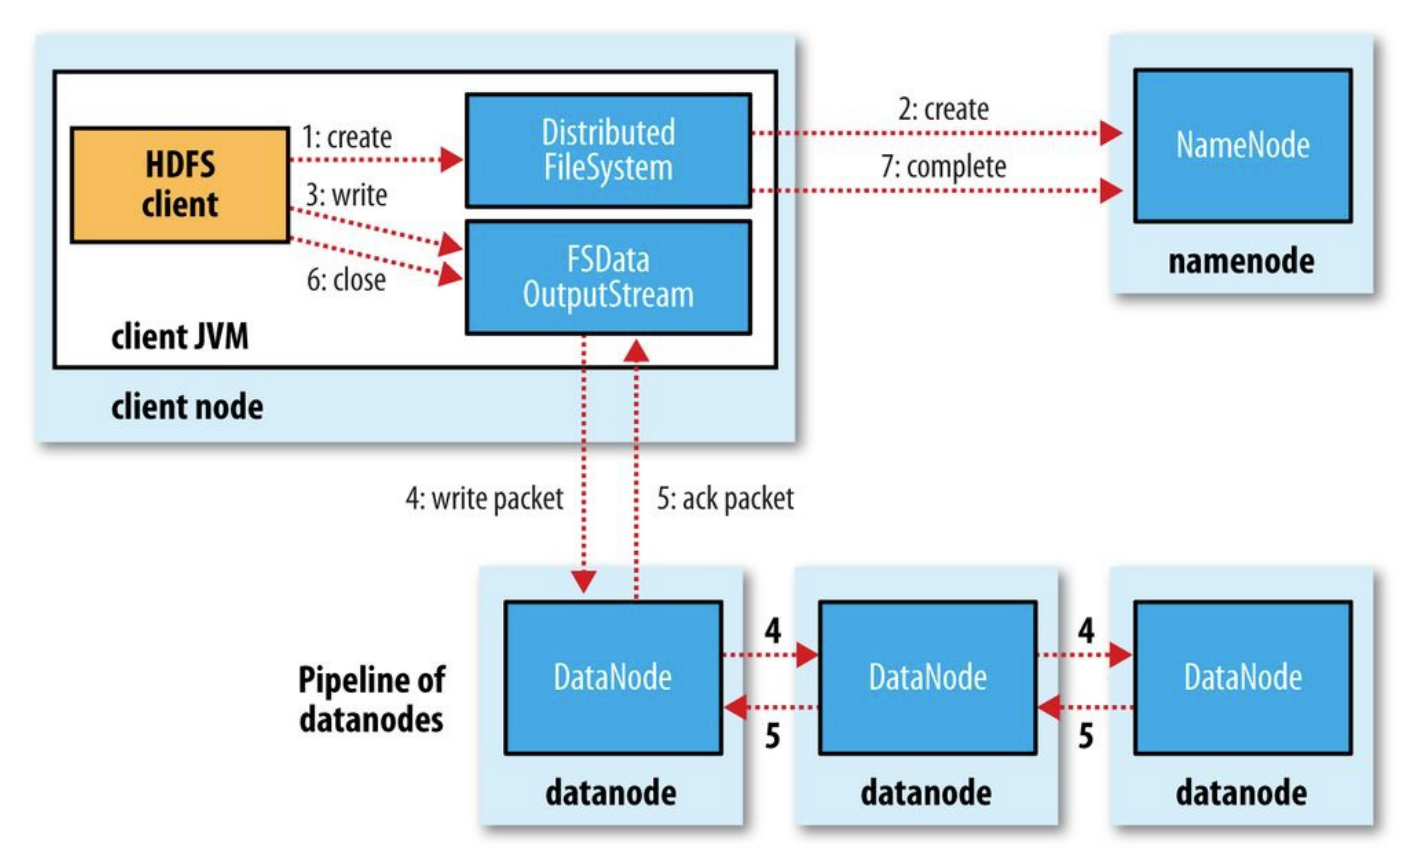 1: create
HDFS
client
3: write
6: close
Distributed
FileSystem
FSData
OutputStream
client JVM
client node
2: create
7: complete
NameNode
namenode
4: write packet
5: ack packet
Pipeline of
datanodes
DataNode
datanode
4
5
DataNode
datanode
4
5
DataNode
datanode